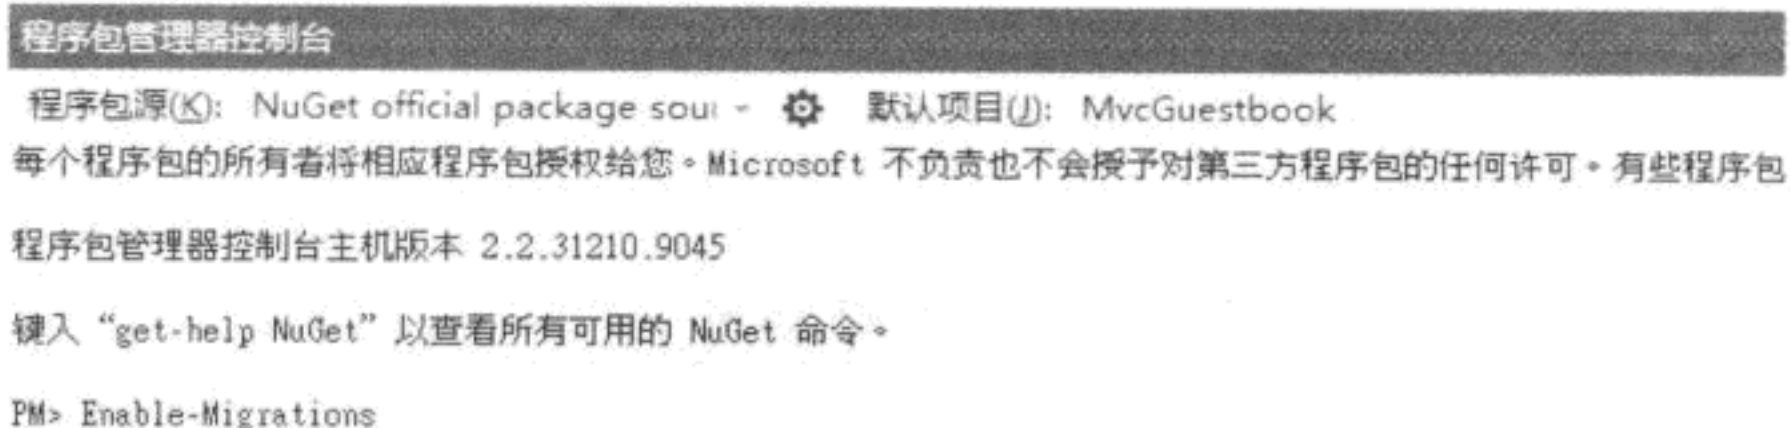 程序包管理器控制台
程序包源(K): NuGet official package sou 默认项目(J): MvcGuestbook
每个程序包的所有者将相应程序包授权给您。Microsoft 不负责也不会授予对第三方程序包的任何许可。有些程序包
程序包管理器控制台主机版本 2.2.31210.9045
键入“get-help NuGet”以查看所有可用的 NuGet 命令。
PM> Enable-Migrations